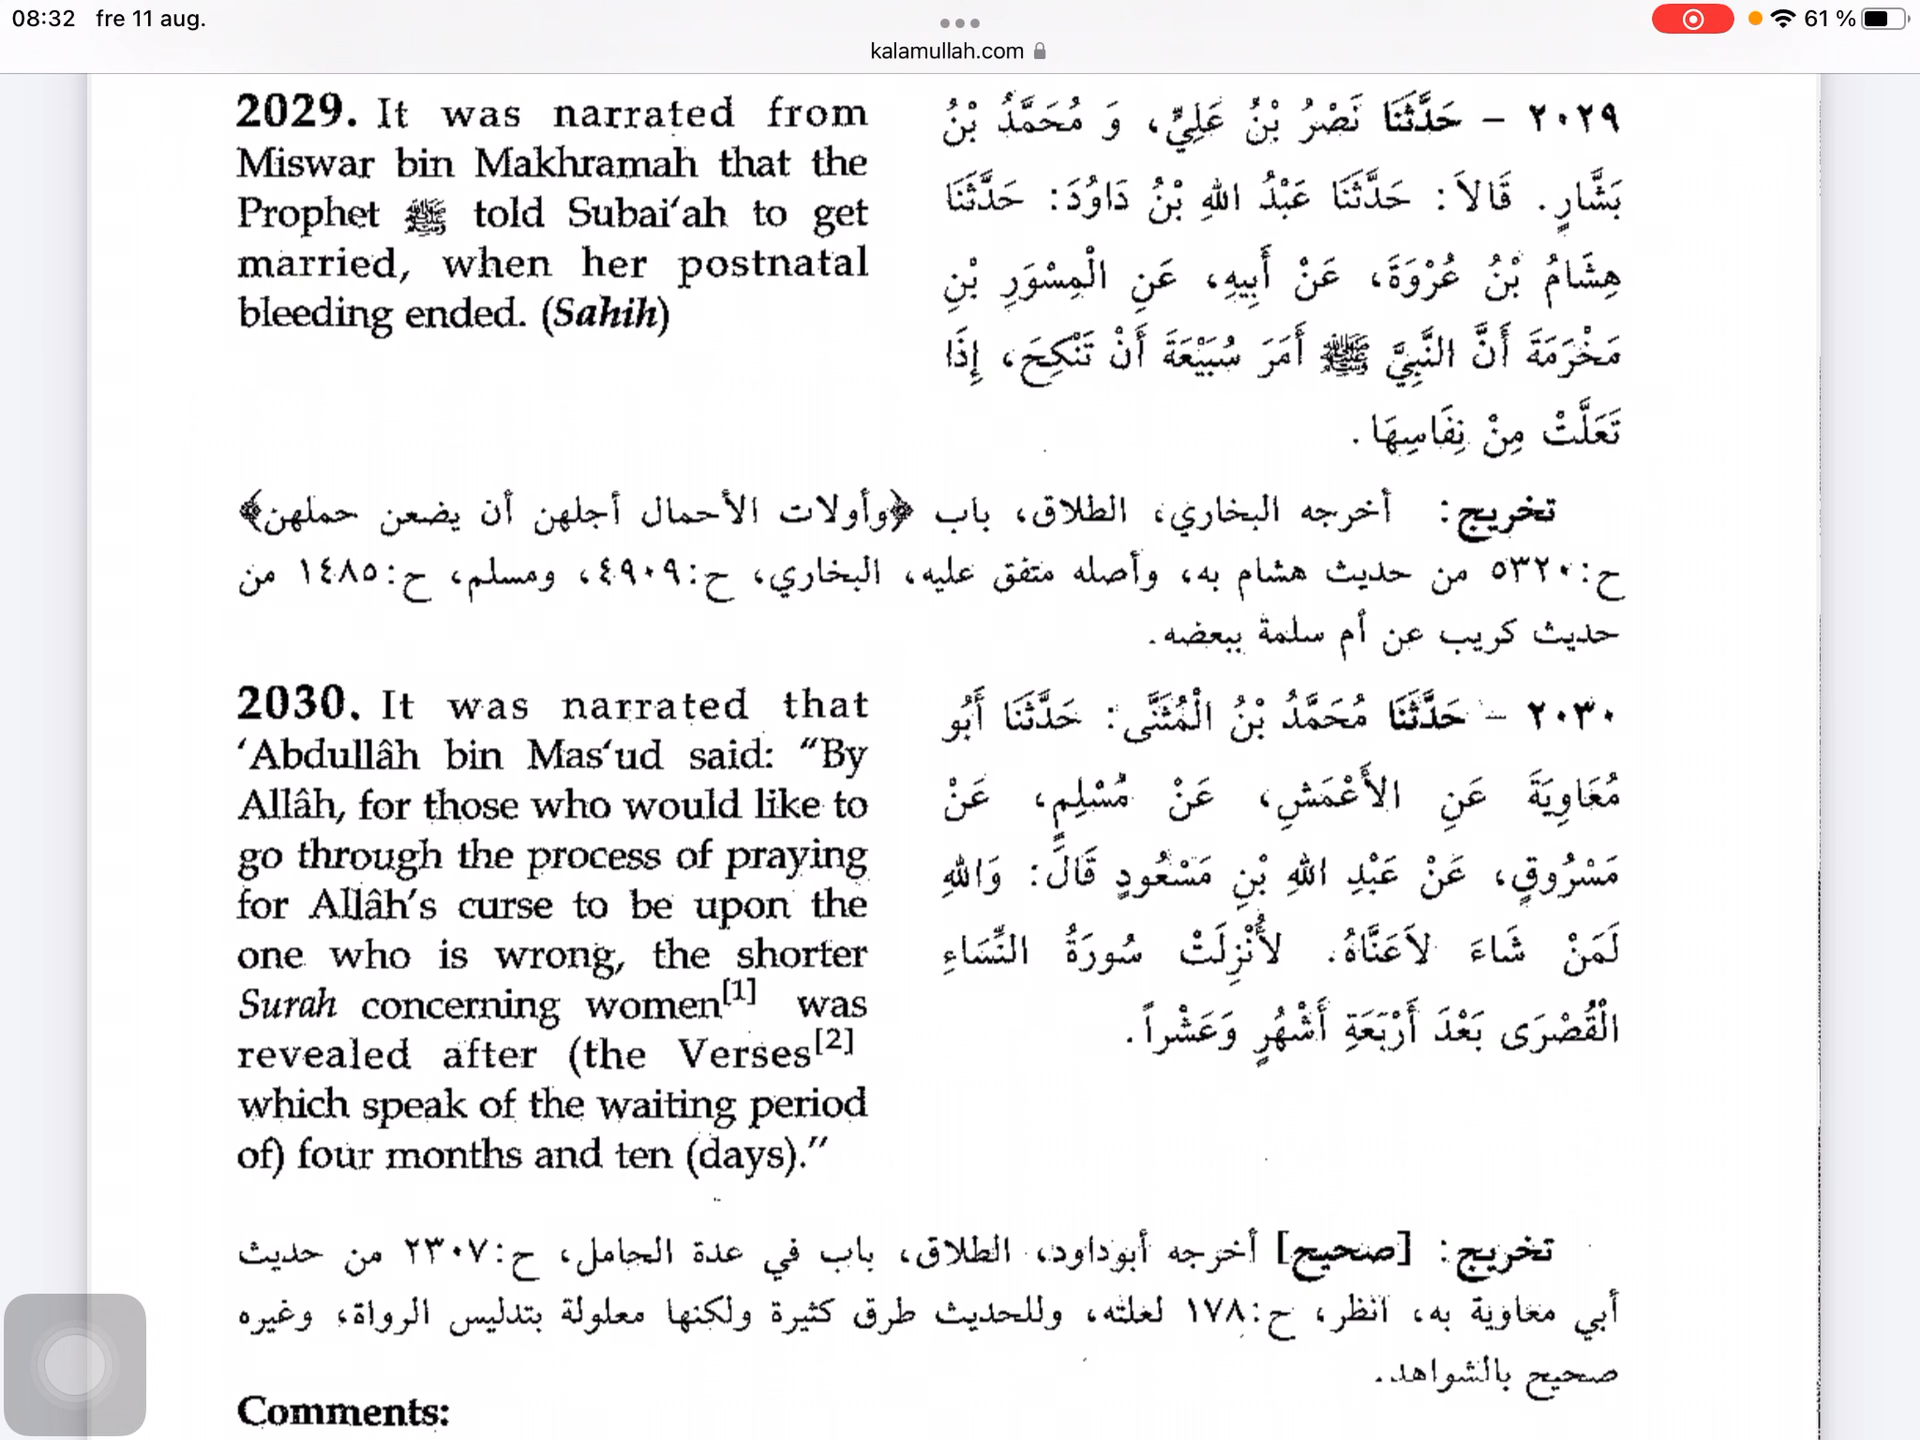 08:32 fre 11 aug.
61 %
kalamullah.com
2029. It was narrated from
Miswar bin Makhramah that the
Prophet ﷺ told Subai‘ah to get
married, when her postnatal
bleeding ended. (Sahih)
٢٠٢٩ – حَدَّثَنَا نَصْرُ بْنُ عَلِيٍّ، وَ مُحَمَّدُ بْنُ
بَشَّارٍ. قَالاَ: حَدَّثَنَا عَبْدُ اللهِ بْنُ دَاوُدَ: حَدَّثَنَا
هِشَامُ بْنُ عُرْوَةَ، عَنْ أَبِيهِ، عَنِ الْمِسْوَرِ بْنِ
مَخْرَمَةَ أَنَّ النَّبِيَّ ﷺ أَمَرَ سُبَيْعَةَ أَنْ تَنْكِحَ، إِذَا
تَعَلَّتْ مِنْ نِفَاسِهَا.
تخريج: أخرجه البخاري، الطلاق، باب ﴿وأولات الأحمال أجلهن أن يضعن حملهن﴾
ح:٥٣٢٠ من حديث هشام به، وأصله متفق عليه، البخاري، ح:٤٩٠٩، ومسلم، ح:١٤٨٥ من
حديث كريب عن أم سلمة ببعضه.
2030. It was narrated that
‘Abdullâh bin Mas‘ud said: “By
Allâh, for those who would like to
go through the process of praying
for Allâh’s curse to be upon the
one who is wrong, the shorter
Surah concerning women[1] was
revealed after (the Verses[2]
which speak of the waiting period
of) four months and ten (days).”
٢٠٣٠ – حَدَّثَنَا مُحَمَّدُ بْنُ الْمُثَنَّى: حَدَّثَنَا أَبُو
مُعَاوِيَةَ عَنِ الأَعْمَشِ، عَنْ مُسْلِمٍ، عَنْ
مَسْرُوقٍ، عَنْ عَبْدِ اللهِ بْنِ مَسْعُودٍ قَالَ: وَاللهِ
لَمَنْ شَاءَ لاَعَنَّاهُ. لأُنْزِلَتْ سُورَةُ النِّسَاءِ
الْقُصْرَى بَعْدَ أَرْبَعَةِ أَشْهُرٍ وَعَشْراً.
تخريج: [صحيح] أخرجه أبوداود، الطلاق، باب في عدة الحامل، ح:٢٣٠٧ من حديث
أبي معاوية به، انظر، ح:١٧٨ لعلته، وللحديث طرق كثيرة ولكنها معلولة بتدليس الرواة، وغيره
صحيح بالشواهد.
Comments: